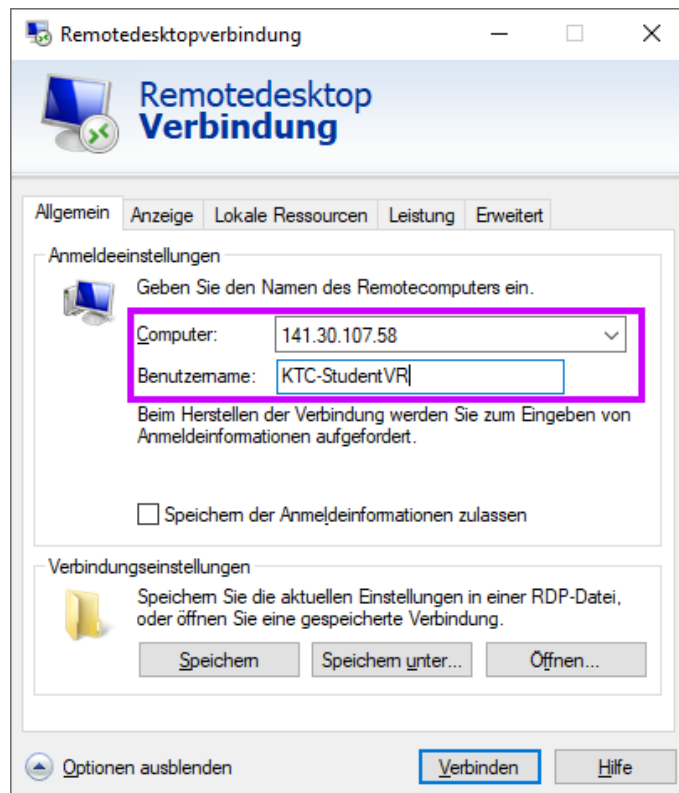 Remotedesktopverbindung
Remotedesktop
Verbindung
Allgemein Anzeige Lokale Ressourcen Leistung Erweitert
Anmeldeeinstellungen
Geben Sie den Namen des Remotecomputers ein.
Computer: 141.30.107.58
Benutzername: KTC-StudentVR
Beim Herstellen der Verbindung werden Sie zum Eingeben von
Anmeldeinformationen aufgefordert.
Speichern der Anmeldeinformationen zulassen
Verbindungseinstellungen
Speichern Sie die aktuellen Einstellungen in einer RDP-Datei,
oder öffnen Sie eine gespeicherte Verbindung.
Speichern Speichern unter... Öffnen...
Optionen ausblenden Verbinden Hilfe